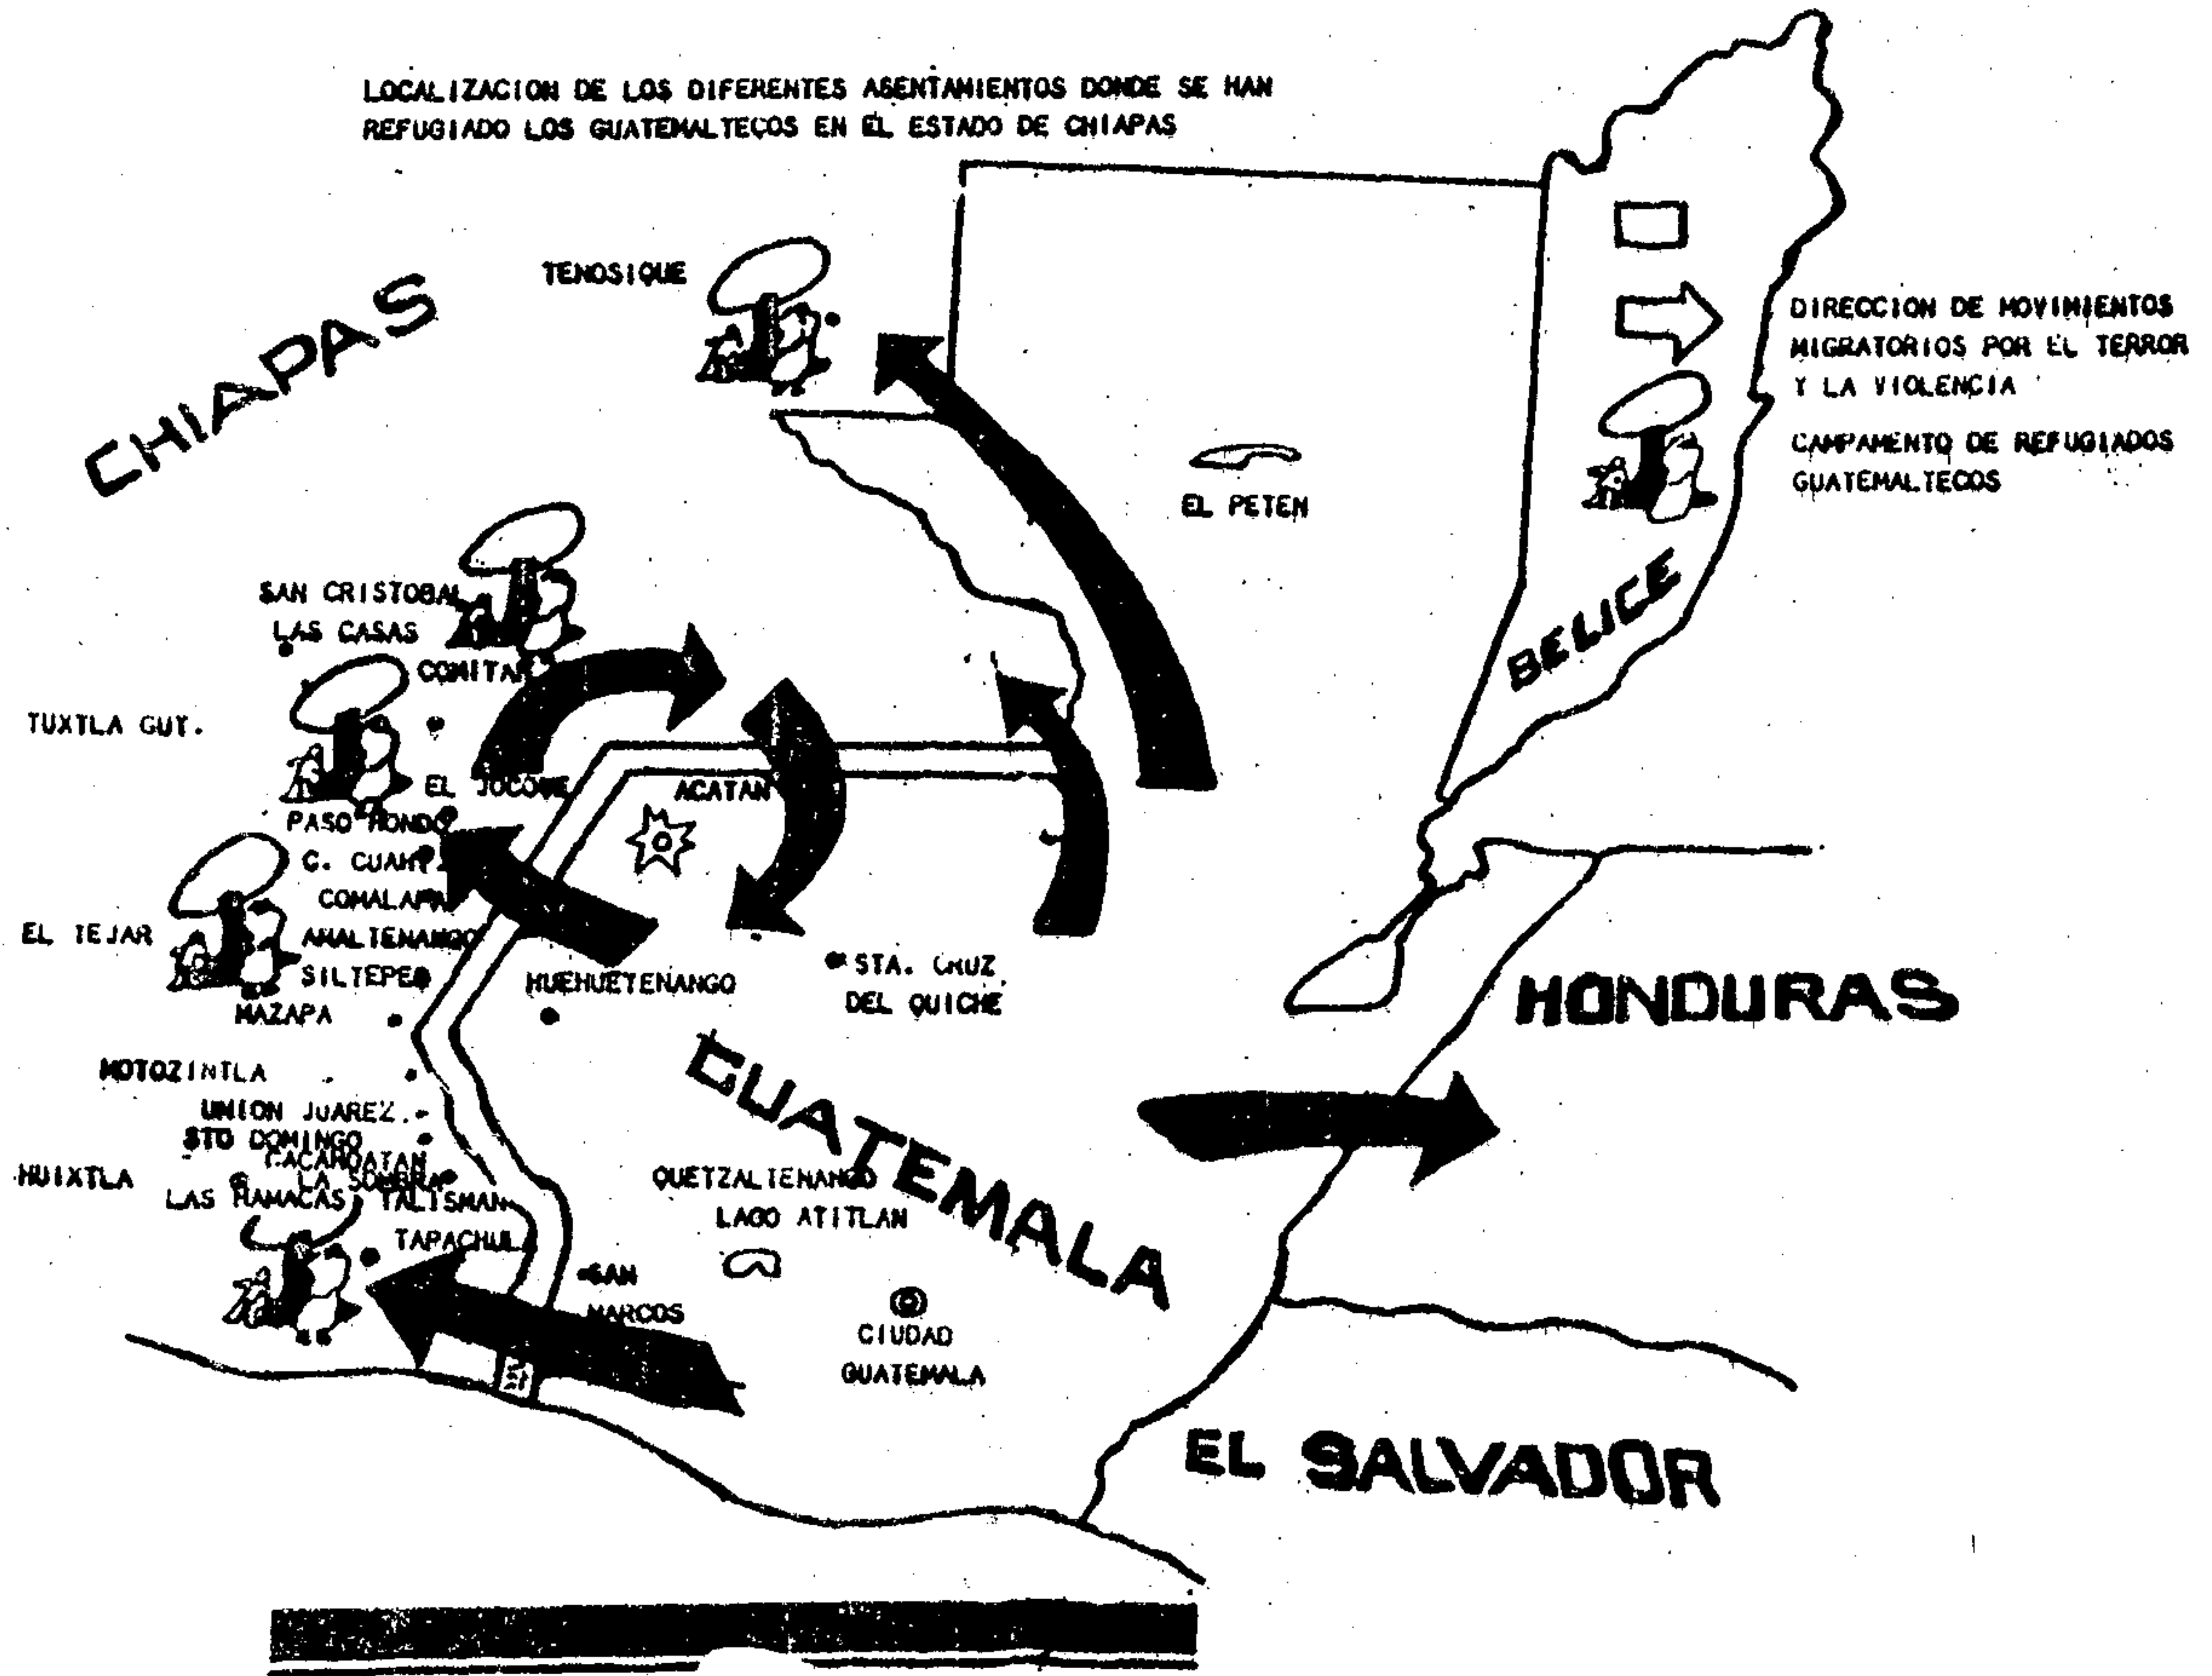 LOCALIZACION DE LOS DIFERENTES ASENTAMIENTOS DONDE SE HAN
REFUGIADO LOS GUATEMALTECOS EN EL ESTADO DE CHIAPAS
CHIAPAS
TENOSIQUE
DIRECCION DE MOVIMIENTOS
MIGRATORIOS POR EL TERROR
Y LA VIOLENCIA
CAMPAMENTO DE REFUGIADOS
GUATEMALTECOS
EL PETEN
BELICE
SAN CRISTOBAL
LAS CASAS
COMITAN
TUXTLA GUT.
EL JOCOTE
ACATAN
PASO HONDO
C. CUAHT.
COMALAPA
EL TEJAR
AMALTENANGO
SILTEPEC
MAZAPA
HUEHUETENANGO
STA. CRUZ
DEL QUICHE
HONDURAS
GUATEMALA
MOTOZINTLA
UNION JUAREZ
STO DOMINGO
CACAHOATAN
HUIXTLA
LA SOMBRA
LAS HAMACAS
TALISMAN
TAPACHULA
QUETZALTENANGO
LAGO ATITLAN
SAN
MARCOS
CIUDAD
GUATEMALA
EL SALVADOR